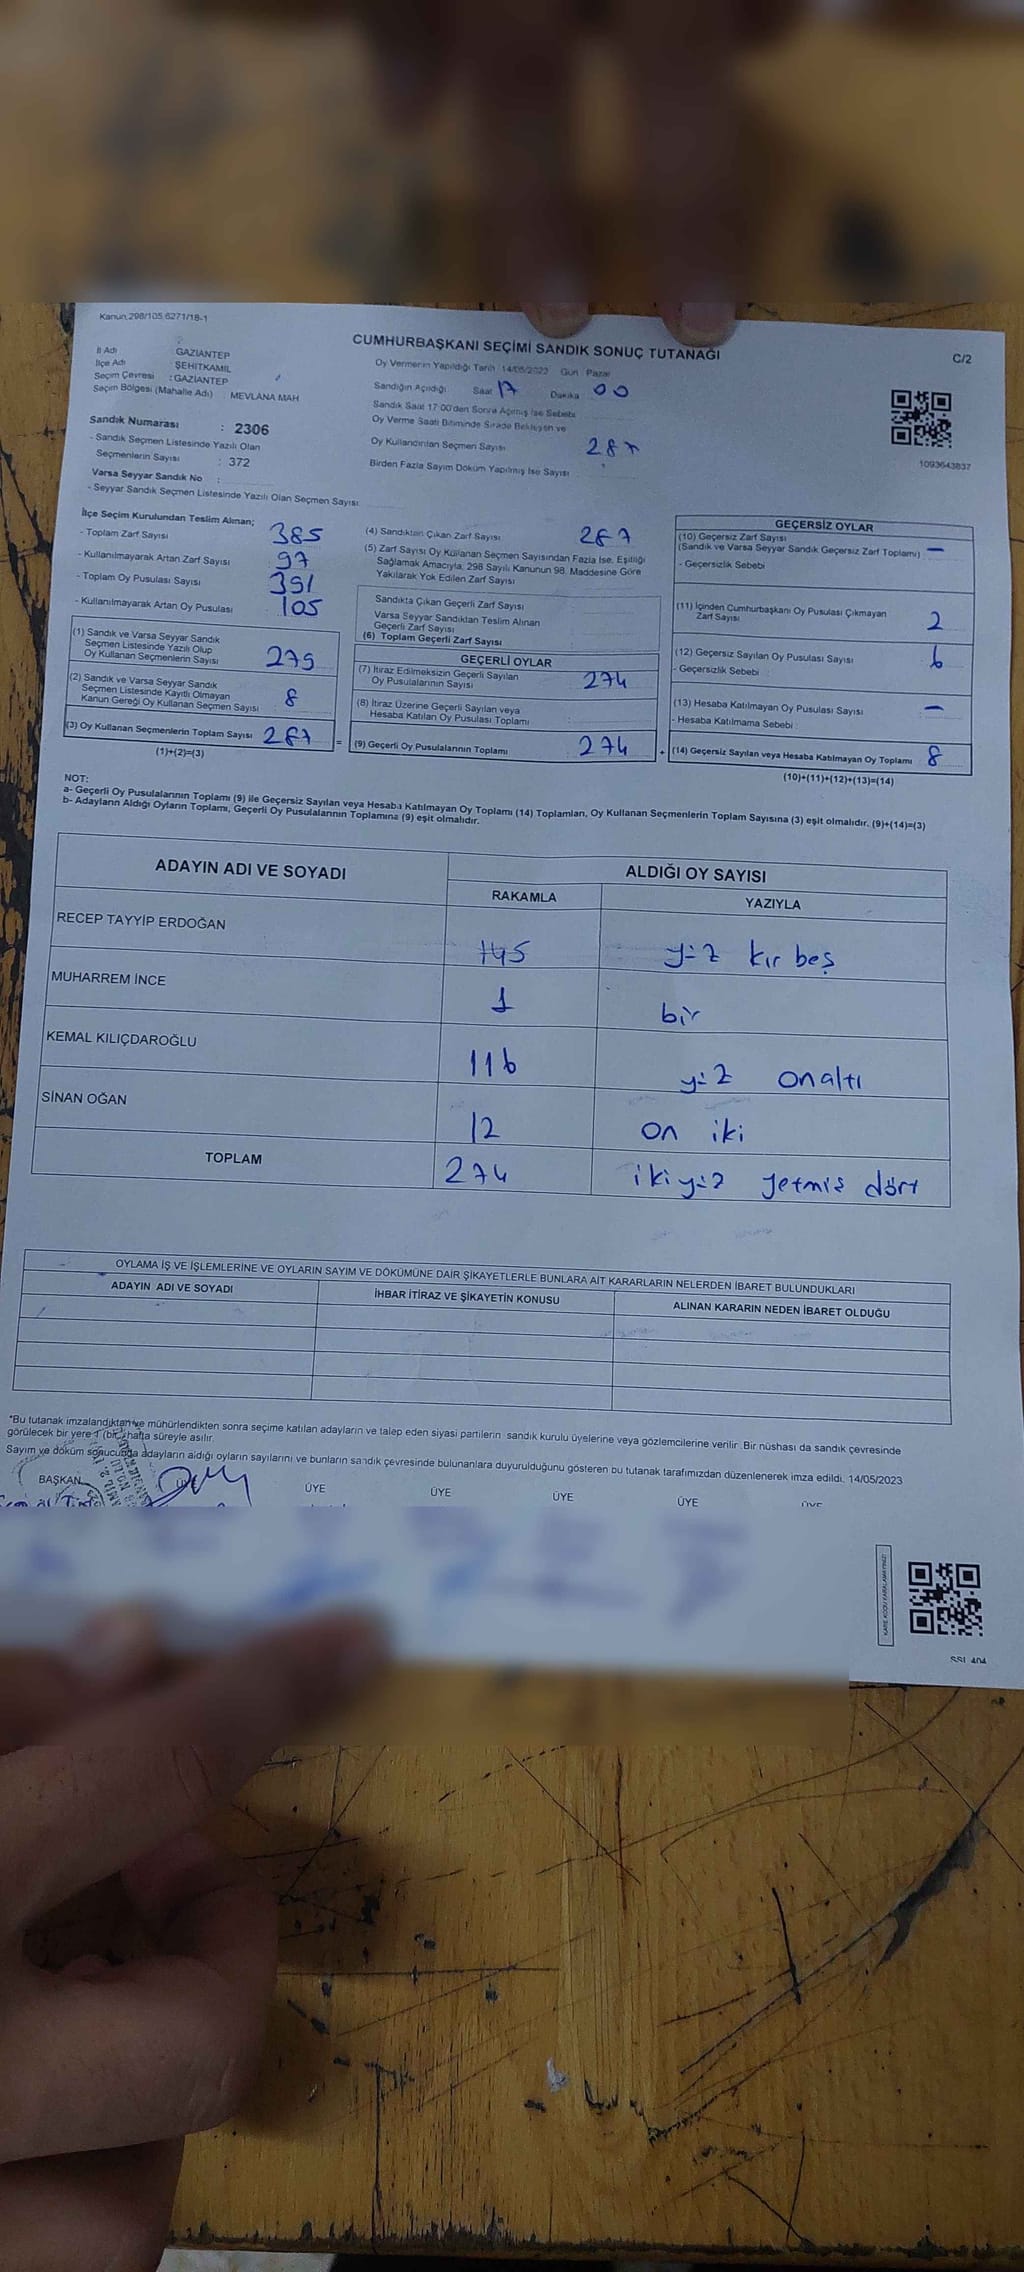 Kanun 298/105,6271/18-1
CUMHURBAŞKANI SEÇİMİ SANDIK SONUÇ TUTANAĞI
C/2
İl Adı GAZİANTEP
İlçe Adı ŞEHİTKAMİL
Seçim Çevresi : GAZİANTEP
Seçim Bölgesi (Mahalle Adı) : MEVLANA MAH
Oy Vermenin Yapıldığı Tarih 14/05/2023 Gün Pazar
Sandığın Açıldığı Saat 17 Dakika 00
Sandık Saat 17:00'den Sonra Açılmış İse Sebebi
Oy Verme Saati Bitiminde Sırada Bekleyen ve
Oy Kullandırılan Seçmen Sayısı 287
Birden Fazla Sayım Döküm Yapılmış İse Sayısı
1093643837
Sandık Numarası : 2306
- Sandık Seçmen Listesinde Yazılı Olan
Seçmenlerin Sayısı : 372
Varsa Seyyar Sandık No :
- Seyyar Sandık Seçmen Listesinde Yazılı Olan Seçmen Sayısı
İlçe Seçim Kurulundan Teslim Alınan;
- Toplam Zarf Sayısı 385
- Kullanılmayarak Artan Zarf Sayısı 97
- Toplam Oy Pusulası Sayısı 391
- Kullanılmayarak Artan Oy Pusulası 105
(1) Sandık ve Varsa Seyyar Sandık
Seçmen Listesinde Yazılı Olup
Oy Kullanan Seçmenlerin Sayısı 279
(2) Sandık ve Varsa Seyyar Sandık
Seçmen Listesinde Kayıtlı Olmayan
Kanun Gereği Oy Kullanan Seçmen Sayısı 8
(3) Oy Kullanan Seçmenlerin Toplam Sayısı 287
(1)+(2)=(3)
=
(4) Sandıktan Çıkan Zarf Sayısı 287
(5) Zarf Sayısı Oy Kullanan Seçmen Sayısından Fazla İse, Eşitliği
Sağlamak Amacıyla, 298 Sayılı Kanunun 98. Maddesine Göre
Yakılarak Yok Edilen Zarf Sayısı
Sandıkta Çıkan Geçerli Zarf Sayısı
Varsa Seyyar Sandıktan Teslim Alınan
Geçerli Zarf Sayısı
(6) Toplam Geçerli Zarf Sayısı
GEÇERLİ OYLAR
(7) İtiraz Edilmeksizin Geçerli Sayılan
Oy Pusulalarının Sayısı 274
(8) İtiraz Üzerine Geçerli Sayılan veya
Hesaba Katılan Oy Pusulası Toplamı
(9) Geçerli Oy Pusulalarının Toplamı 274
+
GEÇERSİZ OYLAR
(10) Geçersiz Zarf Sayısı
(Sandık ve Varsa Seyyar Sandık Geçersiz Zarf Toplamı) —
- Geçersizlik Sebebi
(11) İçinden Cumhurbaşkanı Oy Pusulası Çıkmayan
Zarf Sayısı 2
(12) Geçersiz Sayılan Oy Pusulası Sayısı 6
- Geçersizlik Sebebi
(13) Hesaba Katılmayan Oy Pusulası Sayısı —
- Hesaba Katılmama Sebebi
(14) Geçersiz Sayılan veya Hesaba Katılmayan Oy Toplamı 8
(10)+(11)+(12)+(13)=(14)
NOT:
a- Geçerli Oy Pusulalarının Toplamı (9) ile Geçersiz Sayılan veya Hesaba Katılmayan Oy Toplamı (14) Toplamları, Oy Kullanan Seçmenlerin Toplam Sayısına (3) eşit olmalıdır. (9)+(14)=(3)
b- Adayların Aldığı Oyların Toplamı, Geçerli Oy Pusulalarının Toplamına (9) eşit olmalıdır.
ADAYIN ADI VE SOYADI
ALDIĞI OY SAYISI
RAKAMLA YAZIYLA
RECEP TAYYİP ERDOĞAN 145 yüz kır beş
MUHARREM İNCE 1 bir
KEMAL KILIÇDAROĞLU 116 yüz onaltı
SİNAN OĞAN 12 on iki
TOPLAM 274 ikiyüz yetmiş dört
OYLAMA İŞ VE İŞLEMLERİNE VE OYLARIN SAYIM VE DÖKÜMÜNE DAİR ŞİKAYETLERLE BUNLARA AİT KARARLARIN NELERDEN İBARET BULUNDUKLARI
ADAYIN ADI VE SOYADI İHBAR İTİRAZ VE ŞİKAYETİN KONUSU ALINAN KARARIN NEDEN İBARET OLDUĞU
*Bu tutanak imzalandıktan ve mühürlendikten sonra seçime katılan adayların ve talep eden siyasi partilerin sandık kurulu üyelerine veya gözlemcilerine verilir. Bir nüshası da sandık çevresinde
görülecek bir yere 1 (bir) hafta süreyle asılır.
Sayım ve döküm sonucunda adayların aldığı oyların sayılarını ve bunların sandık çevresinde bulunanlara duyurulduğunu gösteren bu tutanak tarafımızdan düzenlenerek imza edildi. 14/05/2023
BAŞKAN ÜYE ÜYE ÜYE ÜYE ÜYE
KARE KODU KARALAMAYINIZ!